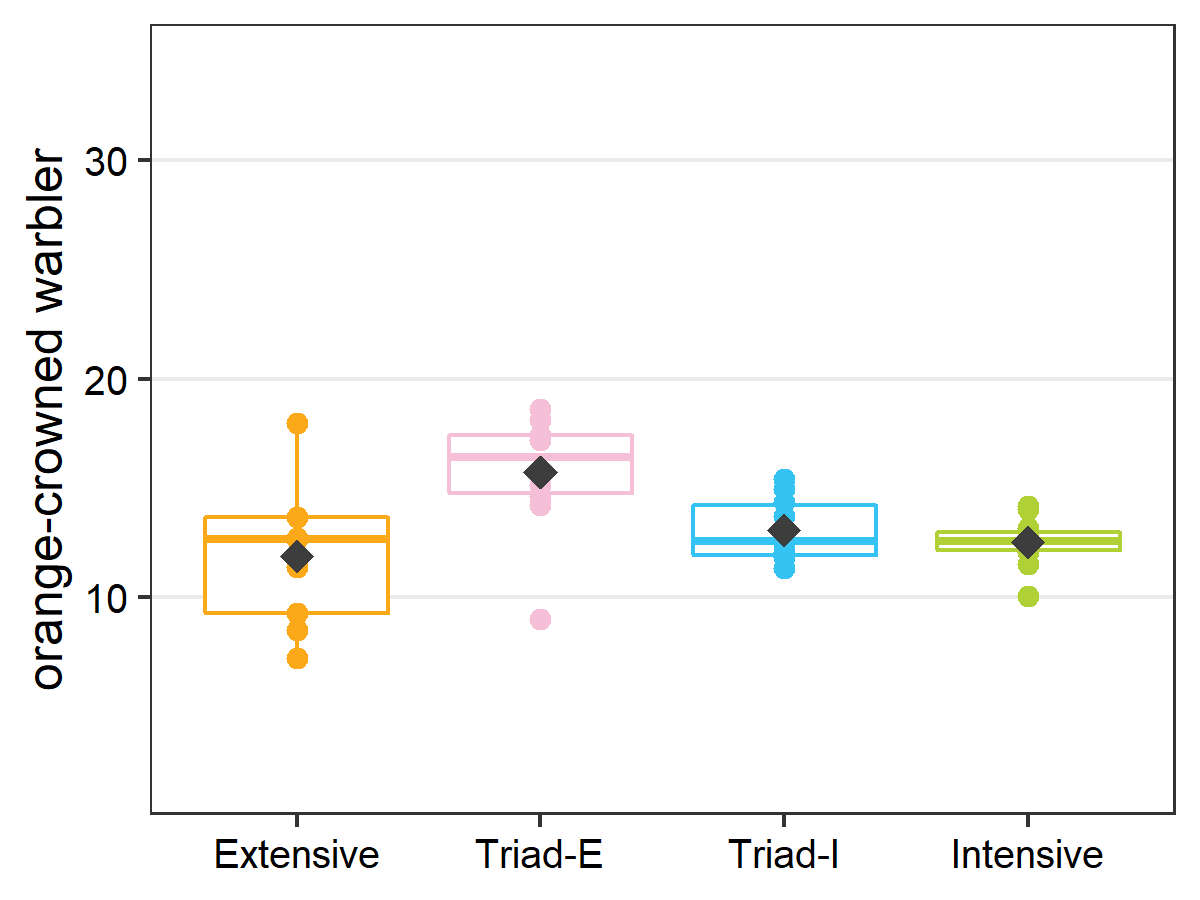 orange-crowned warbler
30
20
10
Extensive
Triad-E
Triad-I
Intensive